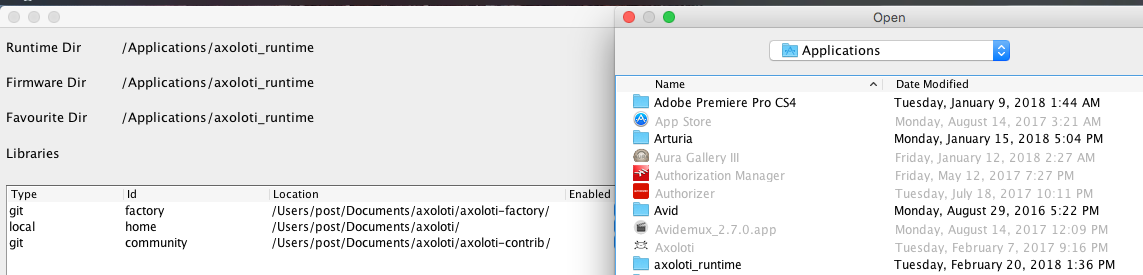 Runtime Dir /Applications/axoloti_runtime
Firmware Dir /Applications/axoloti_runtime
Favourite Dir /Applications/axoloti_runtime
Libraries
Type Id Location Enabled
git factory /Users/post/Documents/axoloti/axoloti-factory/
local home /Users/post/Documents/axoloti/
git community /Users/post/Documents/axoloti/axoloti-contrib/
Open
Applications
Name Date Modified
Adobe Premiere Pro CS4 Tuesday, January 9, 2018 1:44 AM
App Store Monday, August 14, 2017 3:21 AM
Arturia Monday, January 15, 2018 5:04 PM
Aura Gallery III Friday, January 12, 2018 2:27 AM
Authorization Manager Friday, May 12, 2017 7:27 PM
Authorizer Tuesday, July 18, 2017 10:11 PM
Avid Monday, August 29, 2016 5:22 PM
Avidemux_2.7.0.app Monday, August 14, 2017 12:09 PM
Axoloti Tuesday, February 7, 2017 9:16 PM
axoloti_runtime Tuesday, February 20, 2018 1:36 PM